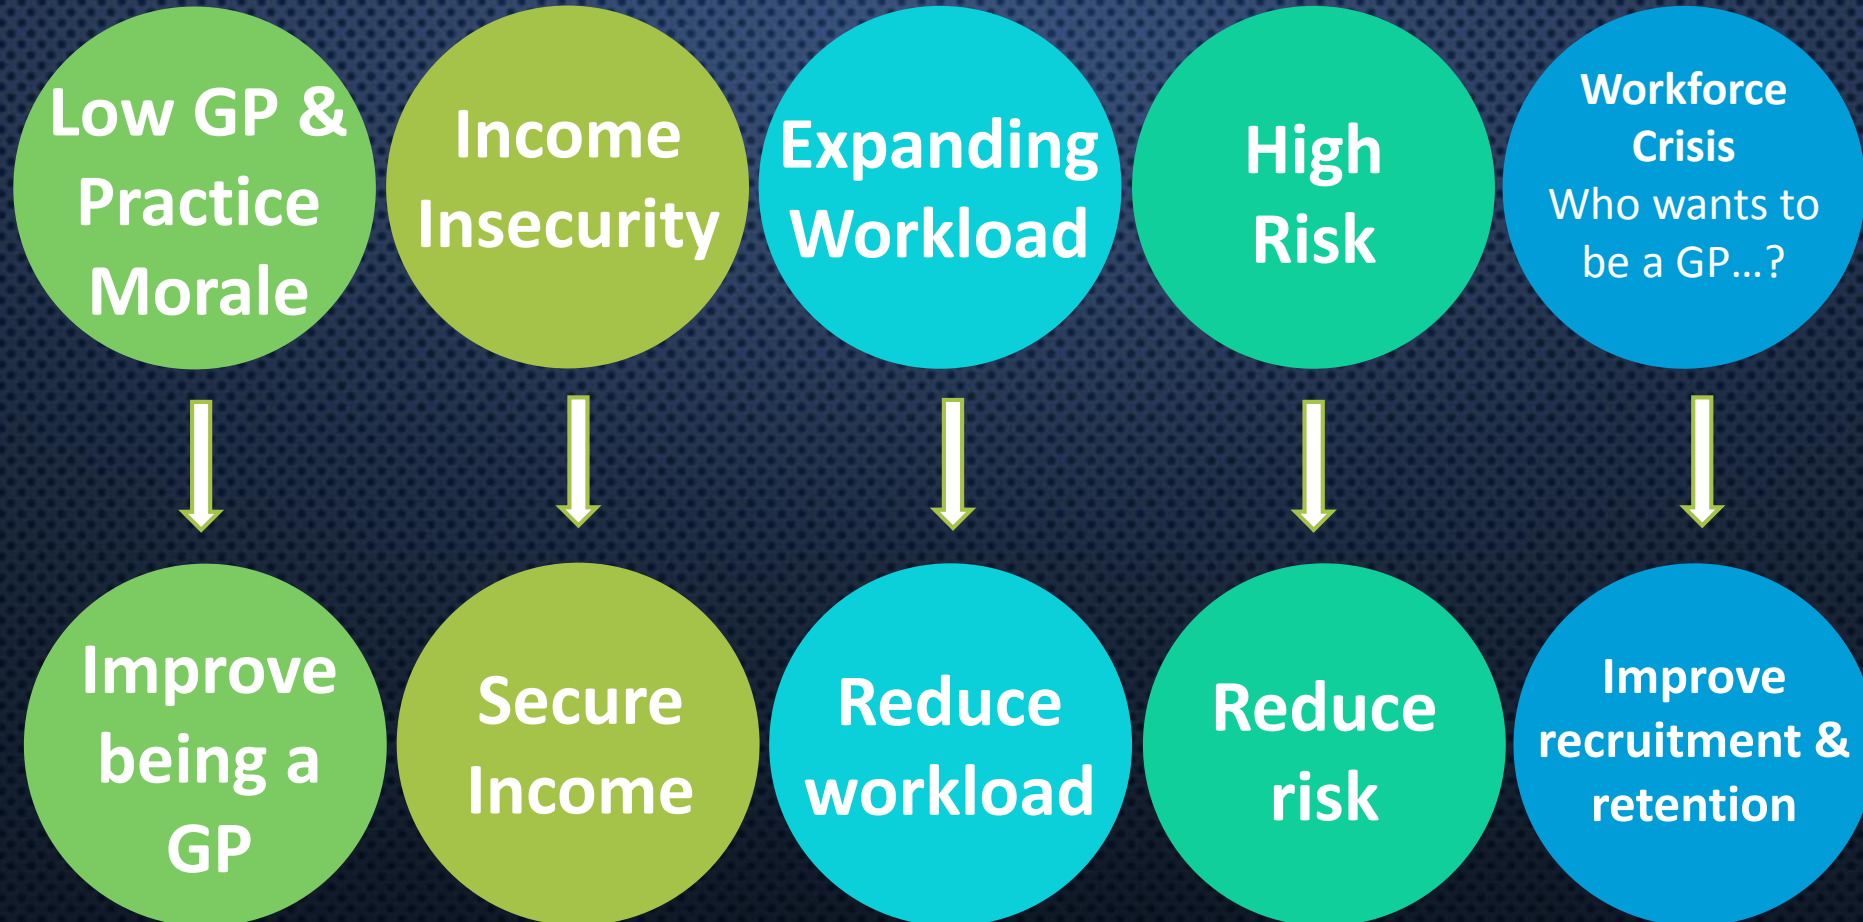 Low GP &
Practice
Morale
Income
Insecurity
Expanding
Workload
High
Risk
Workforce
Crisis
Who wants to
be a GP...?
Improve
being a
GP
Secure
Income
Reduce
workload
Reduce
risk
Improve
recruitment &
retention